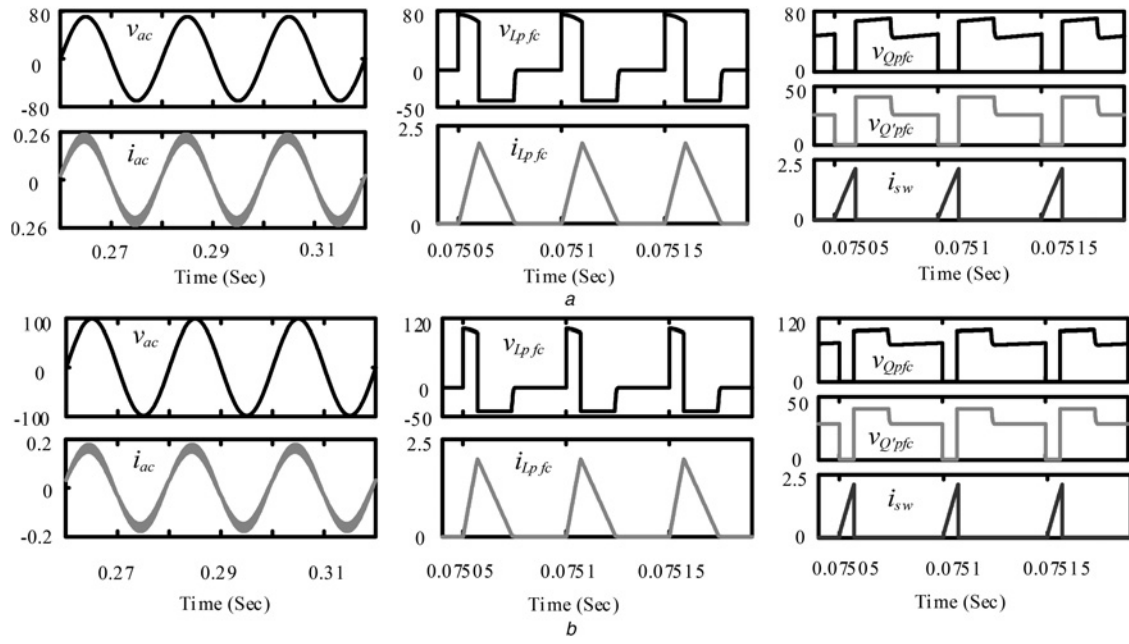 80
0
-80
v_ac
0.26
0
0.26
i_ac
0.27
0.29
0.31
Time (Sec)
80
0
-50
v_Lpfc
2.5
0
i_Lpfc
0.07505
0.0751
0.07515
Time (Sec)
80
0
v_Qpfc
50
0
v_Q'pfc
2.5
0
i_sw
0.07505
0.0751
0.07515
Time (Sec)
a
100
0
-100
v_ac
0.2
0
-0.2
i_ac
0.27
0.29
0.31
Time (Sec)
120
0
-50
v_Lpfc
2.5
0
i_Lpfc
0.07505
0.0751
0.07515
Time (Sec)
120
0
v_Qpfc
50
0
v_Q'pfc
2.5
0
i_sw
0.07505
0.0751
0.07515
Time (Sec)
b